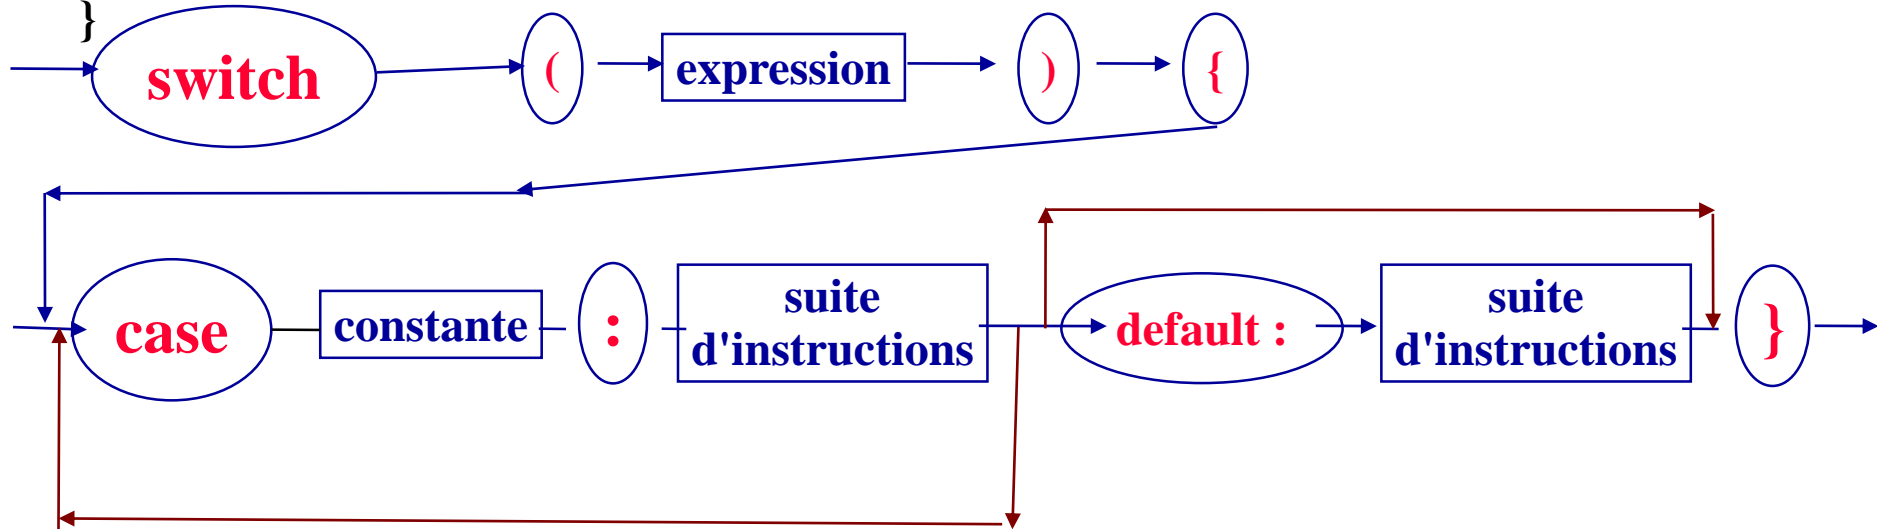 }
switch ( expression ) {
case constante : suite d'instructions default : suite d'instructions }